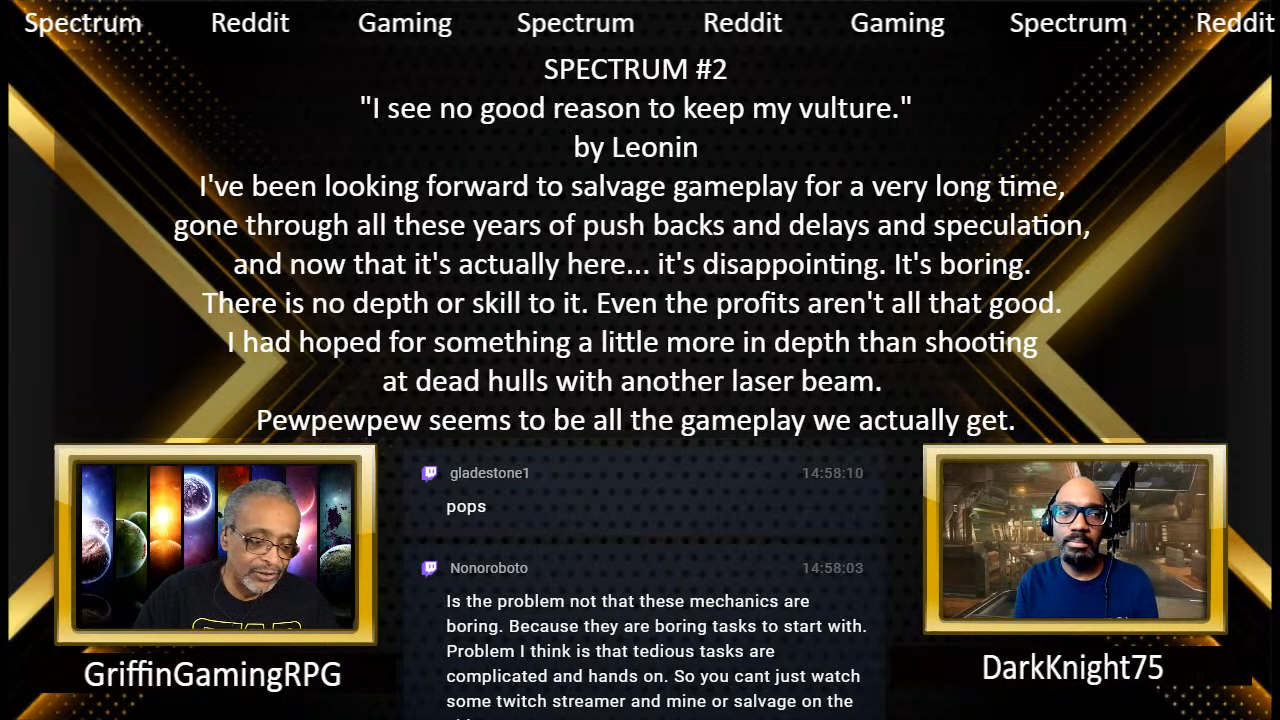 Spectrum Reddit Gaming Spectrum Reddit Gaming Spectrum Reddit
SPECTRUM #2
"I see no good reason to keep my vulture."
by Leonin
I've been looking forward to salvage gameplay for a very long time,
gone through all these years of push backs and delays and speculation,
and now that it's actually here... it's disappointing. It's boring.
There is no depth or skill to it. Even the profits aren't all that good.
I had hoped for something a little more in depth than shooting
at dead hulls with another laser beam.
Pewpewpew seems to be all the gameplay we actually get.
gladestone1 14:58:10
pops
Nonoroboto 14:58:03
Is the problem not that these mechanics are
boring. Because they are boring tasks to start with.
Problem I think is that tedious tasks are
complicated and hands on. So you cant just watch
some twitch streamer and mine or salvage on the
GriffinGamingRPG
DarkKnight75